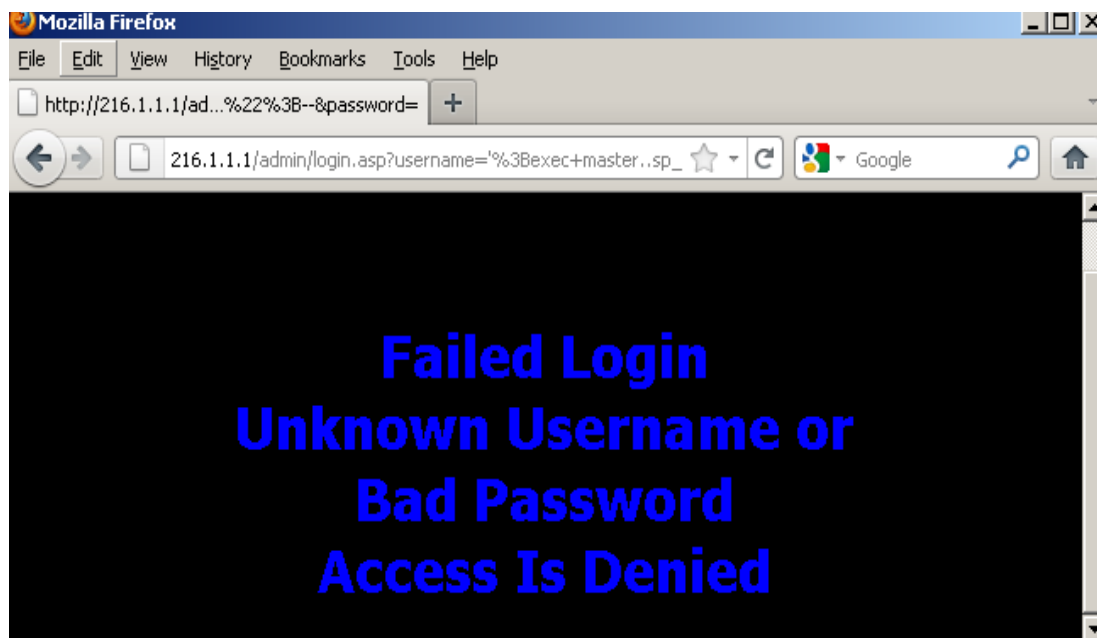 Mozilla Firefox
File Edit View History Bookmarks Tools Help
http://216.1.1.1/ad...%22%3B--&password=
216.1.1.1/admin/login.asp?username='%3Bexec+master..sp_
Google
Failed Login
Unknown Username or
Bad Password
Access Is Denied